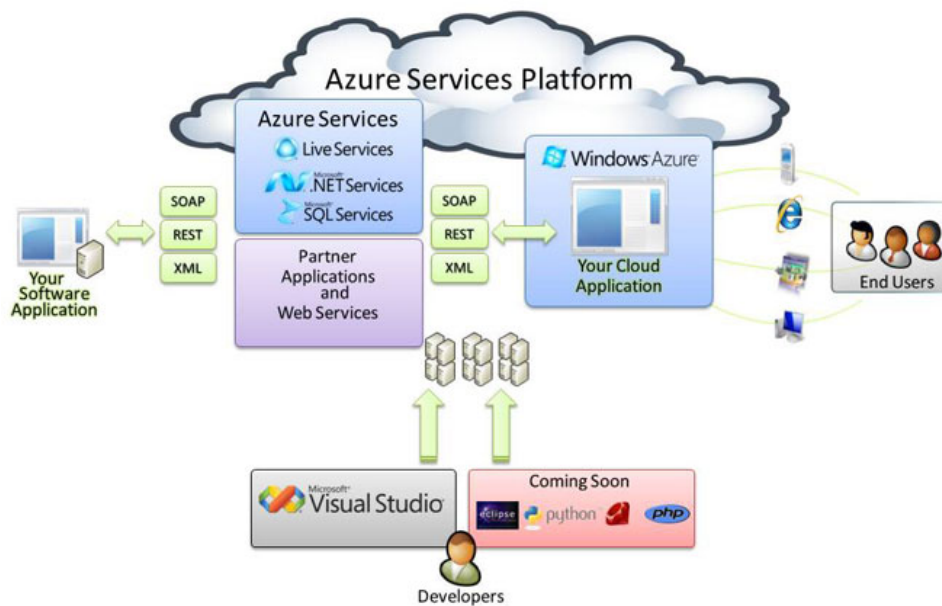 Azure Services Platform
Azure Services
Live Services
Microsoft
.NET Services
Microsoft
SQL Services
Partner
Applications
and
Web Services
SOAP
REST
XML
Your
Software
Application
SOAP
REST
XML
Windows Azure™
Your Cloud
Application
End Users
Microsoft®
Visual Studio
Coming Soon
eclipse
python™
php
Developers